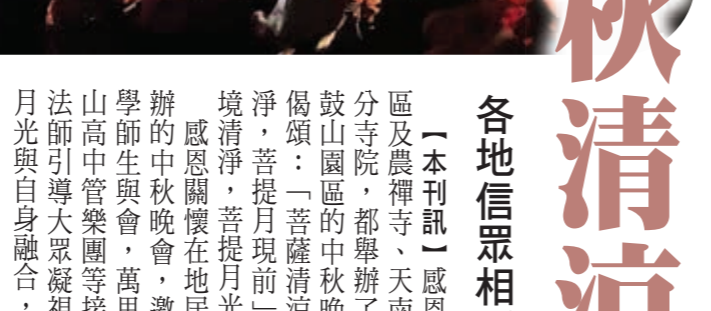 秋清涼
各地信眾相
【本刊訊】感恩
區及農禪寺、天南
分寺院，都舉辦了
鼓山園區的中秋晚
偈頌：「菩薩清涼
淨，菩提月現前」
境清淨，菩提月光
感恩關懷在地居
辦的中秋晚會，邀
學師生與會，萬里
山高中管樂團等接
法師引導大眾凝視
月光與自身融合，